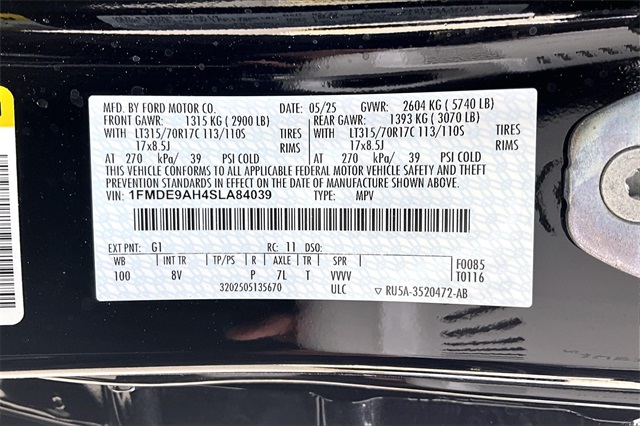 MFD. BY FORD MOTOR CO. DATE: 05/25 GVWR: 2604 KG ( 5740 LB)
FRONT GAWR: 1315 KG ( 2900 LB) REAR GAWR: 1393 KG ( 3070 LB)
WITH LT315/70R17C 113/110S TIRES WITH LT315/70R17C 113/110S TIRES
17x8.5J RIMS 17x8.5J RIMS
AT 270 kPa/ 39 PSI COLD AT 270 kPa/ 39 PSI COLD
THIS VEHICLE CONFORMS TO ALL APPLICABLE FEDERAL MOTOR VEHICLE SAFETY AND THEFT
PREVENTION STANDARDS IN EFFECT ON THE DATE OF MANUFACTURE SHOWN ABOVE.
VIN: 1FMDE9AH4SLA84039 TYPE: MPV
EXT PNT: G1 RC: 11 DSO:
WB INT TR TP/PS R AXLE TR SPR F0085
100 8V P 7L T VVVV T0116
3202505135670 ULC ▽ RU5A-3520472-AB